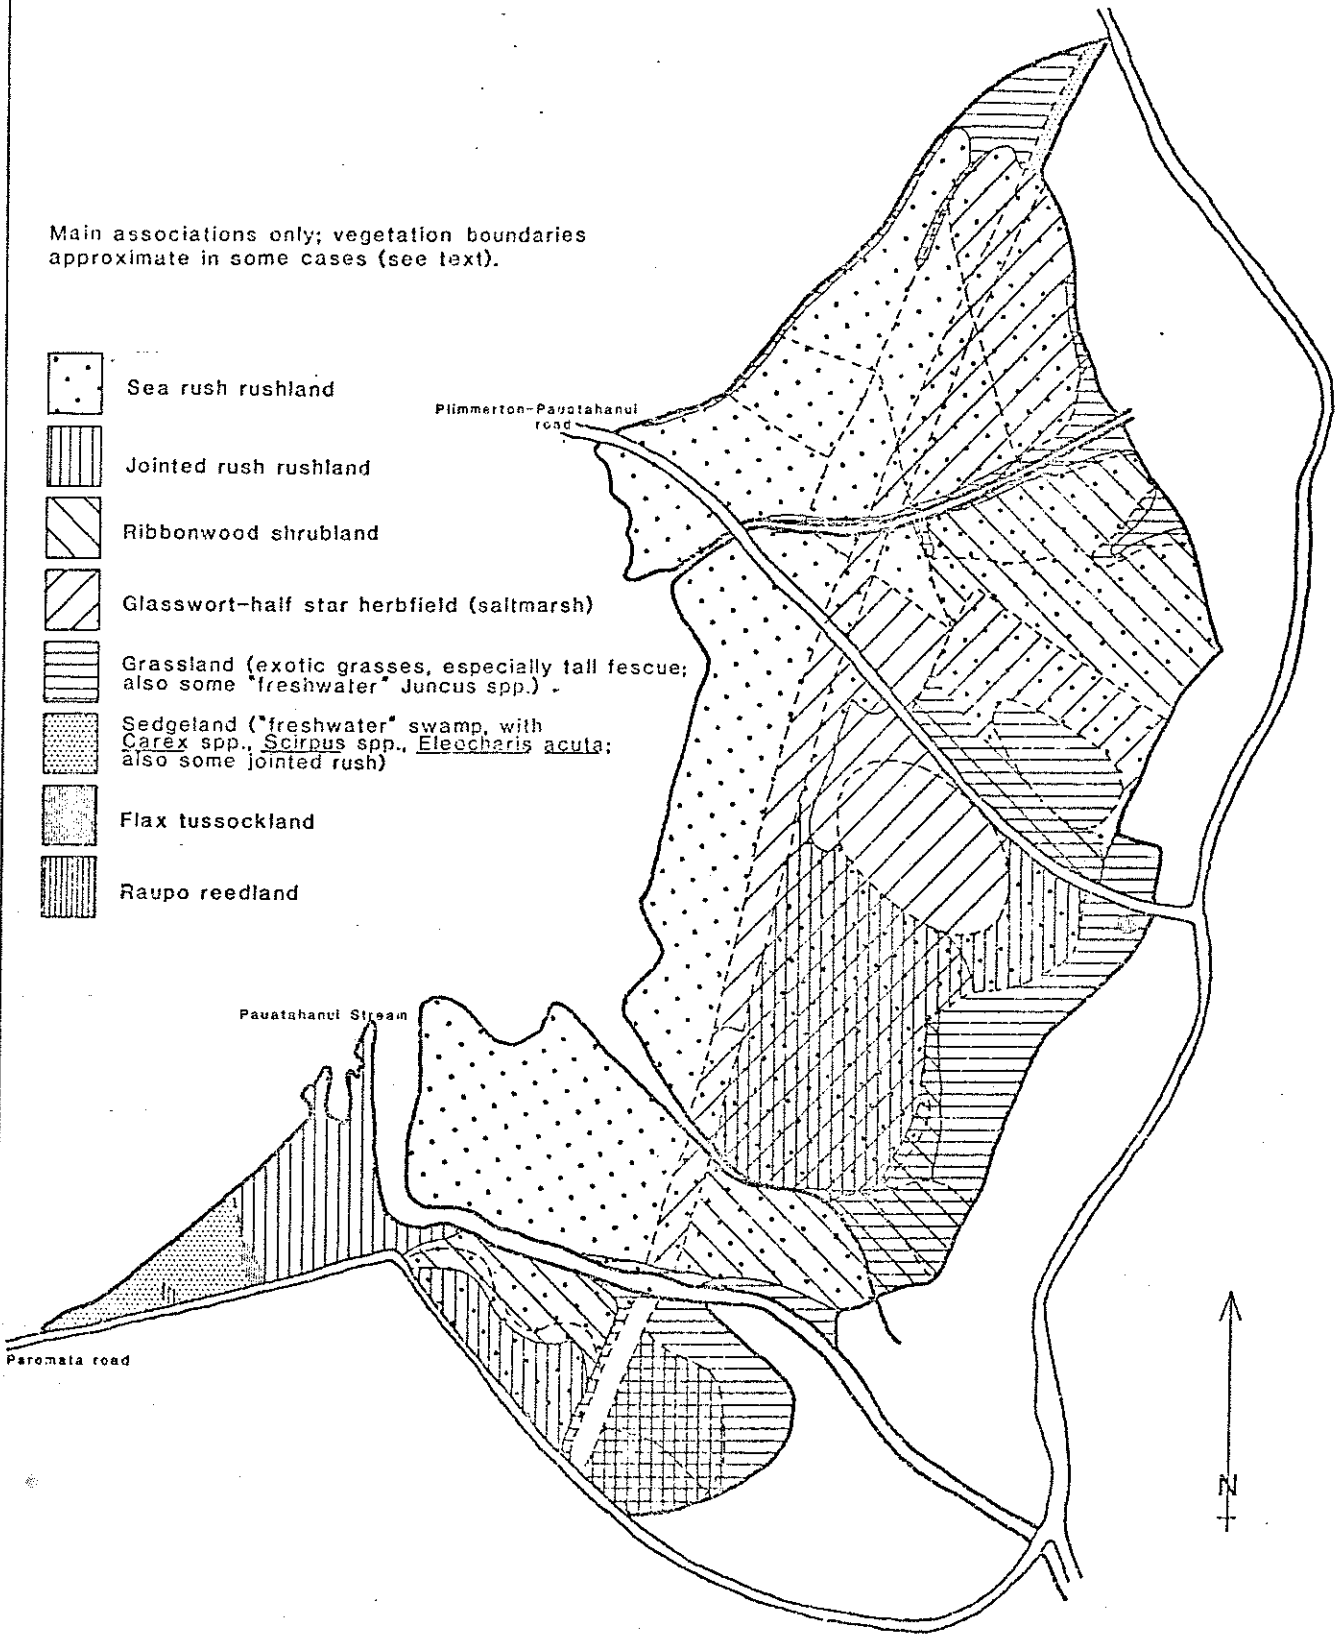 Main associations only; vegetation boundaries
approximate in some cases (see text).
Sea rush rushland
Jointed rush rushland
Ribbonwood shrubland
Glasswort-half star herbfield (saltmarsh)
Grassland (exotic grasses, especially tall fescue;
also some "freshwater" Juncus spp.)
Sedgeland ("freshwater" swamp, with
Carex spp., Scirpus spp., Eleocharis acuta;
also some jointed rush)
Flax tussockland
Raupo reedland
Plimmerton-Pauatahanui
road
Pauatahanui Stream
Paromata road
N